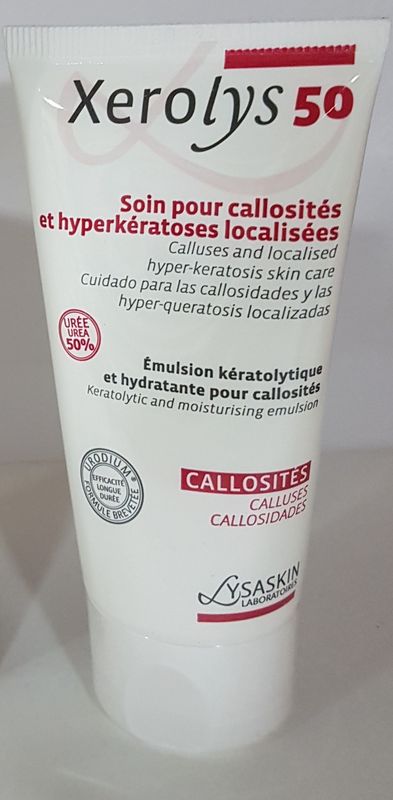 Xerolys 50
Soin pour callosités
et hyperkératoses localisées
Calluses and localised
hyper-keratosis skin care
Cuidado para las callosidades y las
hyper-queratosis localizadas
URÉE
UREA
50%
Émulsion kératolytique
et hydratante pour callosités
Keratolytic and moisturising emulsion
URODIUM®
EFFICACITÉ
LONGUE
DURÉE
FORMULE BREVETÉE
CALLOSITÉS
CALLUSES
CALLOSIDADES
LYSASKIN
LABORATOIRES